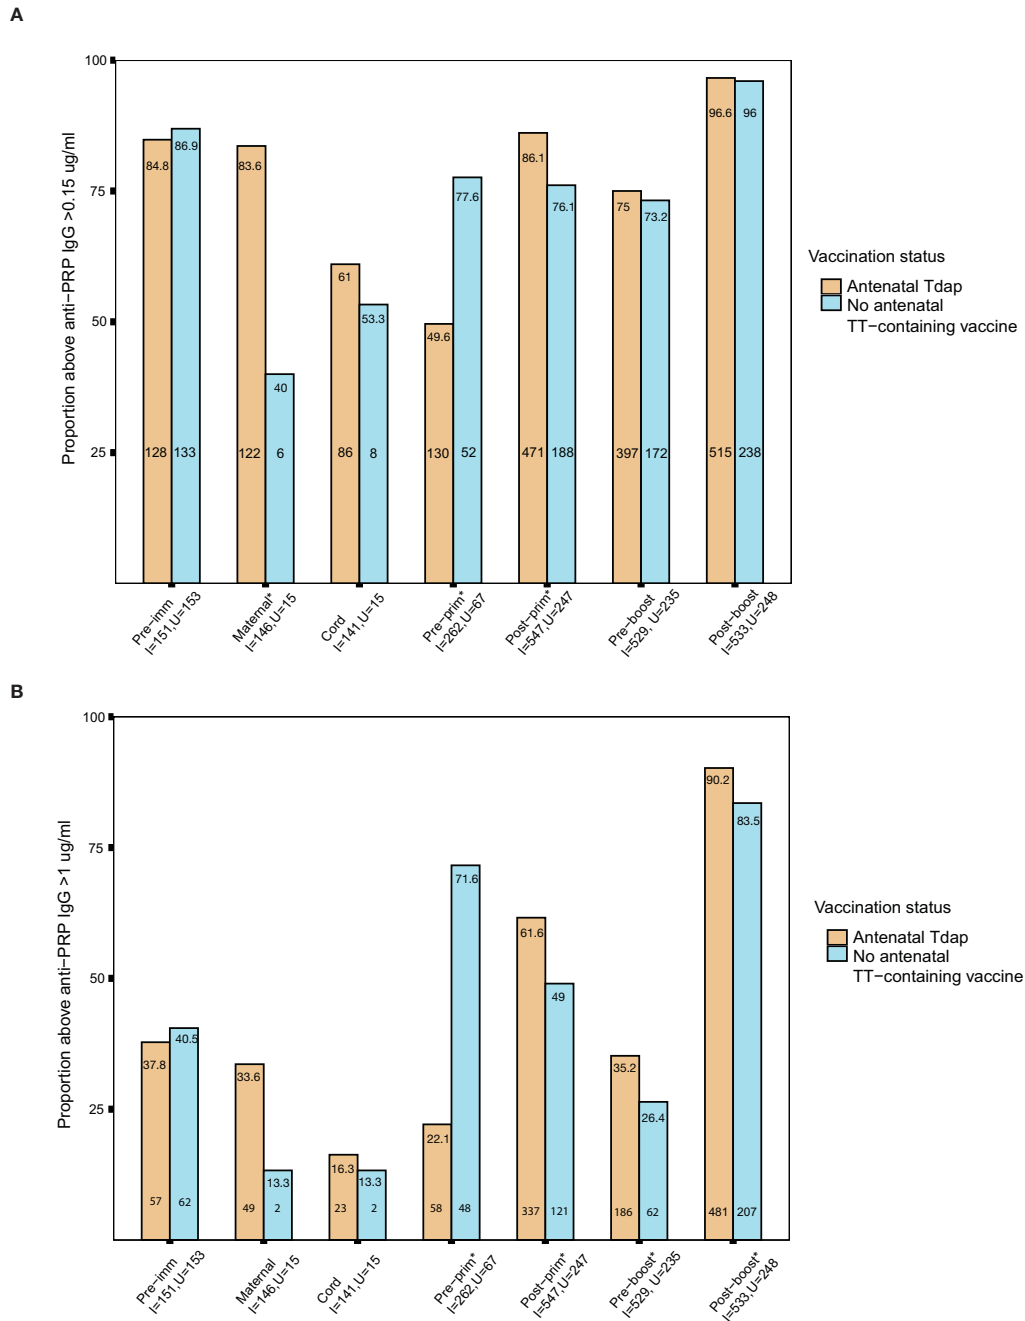 A
Proportion above anti−PRP IgG >0.15 ug/ml
100
75
50
25
84.8
86.9
83.6
40
61
53.3
49.6
77.6
86.1
76.1
75
73.2
96.6
96
128
133
122
6
86
8
130
52
471
188
397
172
515
238
Pre−imm
I=151,U=153
Maternal*
I=146,U=15
Cord
I=141,U=15
Pre−prim*
I=262,U=67
Post−prim*
I=547,U=247
Pre−boost
I=529, U=235
Post−boost
I=533,U=248
Vaccination status
Antenatal Tdap
No antenatal
TT−containing vaccine
B
Proportion above anti−PRP IgG >1 ug/ml
100
75
50
25
37.8
40.5
33.6
13.3
16.3
13.3
22.1
71.6
61.6
49
35.2
26.4
90.2
83.5
57
62
49
2
23
2
58
48
337
121
186
62
481
207
Pre−imm
I=151,U=153
Maternal
I=146,U=15
Cord
I=141,U=15
Pre−prim*
I=262,U=67
Post−prim*
I=547,U=247
Pre−boost*
I=529, U=235
Post−boost*
I=533,U=248
Vaccination status
Antenatal Tdap
No antenatal
TT−containing vaccine